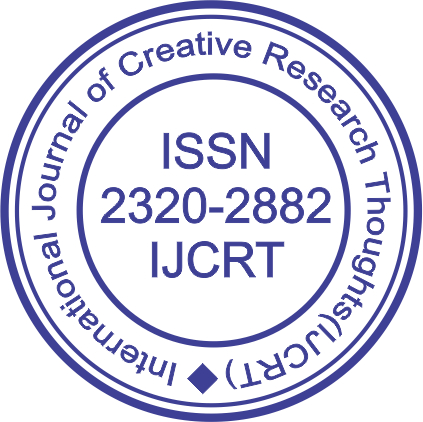 International Journal of Creative Research Thoughts(IJCRT)
ISSN
2320-2882
IJCRT